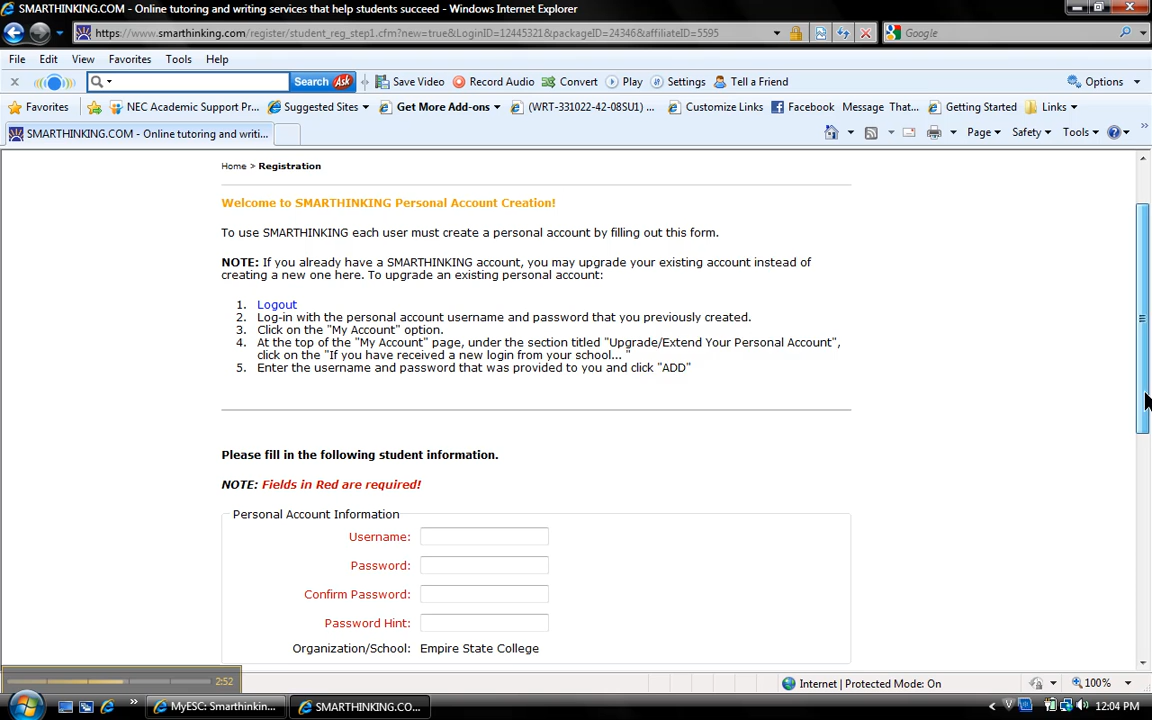 SMARTHINKING.COM - Online tutoring and writing services that help students succeed - Windows Internet Explorer
https://www.smarthinking.com/register/student_reg_step1.cfm?new=true&LoginID=12445321&packageID=24346&affiliateID=5595
Google
File Edit View Favorites Tools Help
Search Ask Save Video Record Audio Convert Play Settings Tell a Friend Options
Favorites NEC Academic Support Pr... Suggested Sites Get More Add-ons (WRT-331022-42-08SU1) ... Customize Links Facebook Message That... Getting Started Links
SMARTHINKING.COM - Online tutoring and writi... Page Safety Tools
Home > Registration
Welcome to SMARTHINKING Personal Account Creation!
To use SMARTHINKING each user must create a personal account by filling out this form.
NOTE: If you already have a SMARTHINKING account, you may upgrade your existing account instead of
creating a new one here. To upgrade an existing personal account:
1. Logout
2. Log-in with the personal account username and password that you previously created.
3. Click on the "My Account" option.
4. At the top of the "My Account" page, under the section titled "Upgrade/Extend Your Personal Account",
click on the "If you have received a new login from your school... "
5. Enter the username and password that was provided to you and click "ADD"
Please fill in the following student information.
NOTE: Fields in Red are required!
Personal Account Information
Username:
Password:
Confirm Password:
Password Hint:
Organization/School: Empire State College
2:52
Internet | Protected Mode: On 100%
MyESC: Smarthinkin... SMARTHINKING.CO... 12:04 PM